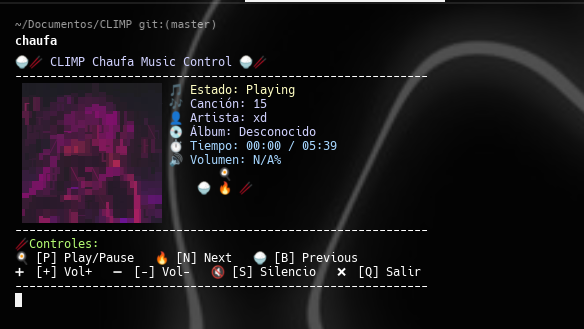 ~/Documentos/CLIMP git:(master)
chaufa
🍚🥢 CLIMP Chaufa Music Control 🍚🥢
-----------------------------------------------------------
🎵 Estado: Playing
🎶 Canción: 15
👤 Artista: xd
💿 Álbum: Desconocido
⏱️ Tiempo: 00:00 / 05:39
🔊 Volumen: N/A%
🍳
🍚 🔥 🥢
-----------------------------------------------------------
🥢Controles:
🍳 [P] Play/Pause 🔥 [N] Next 🍚 [B] Previous
➕ [+] Vol+ ➖ [-] Vol- 🔇 [S] Silencio ✖️ [Q] Salir
-----------------------------------------------------------